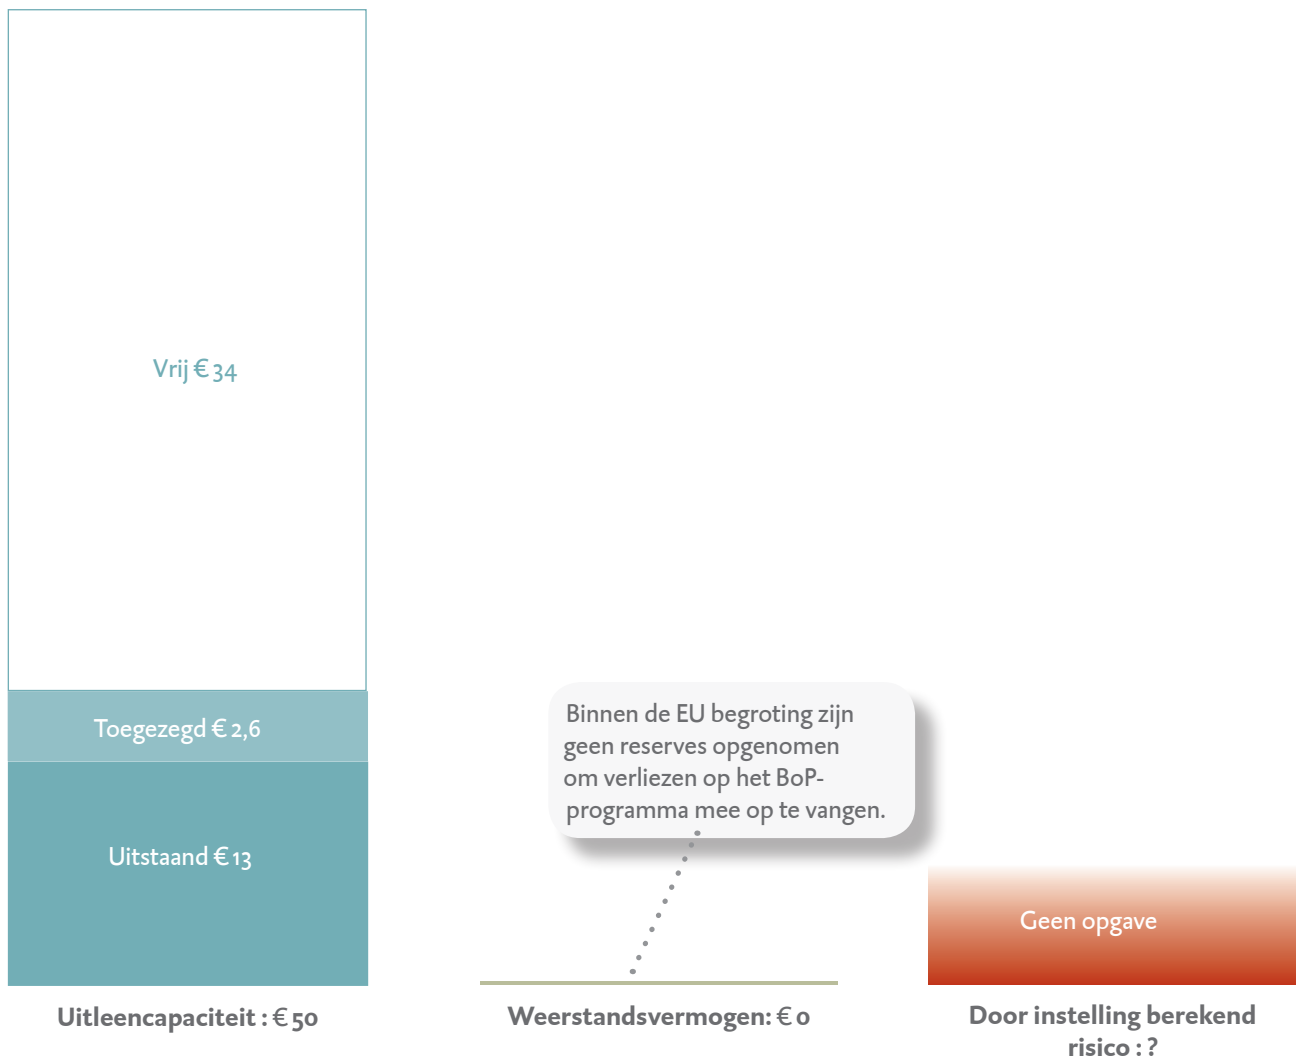 Vrij € 34
Toegezegd € 2,6
Uitstaand € 13
Uitleencapaciteit : € 50
Binnen de EU begroting zijn
geen reserves opgenomen
om verliezen op het BoP-
programma mee op te vangen.
Weerstandsvermogen: € 0
Geen opgave
Door instelling berekend
risico : ?